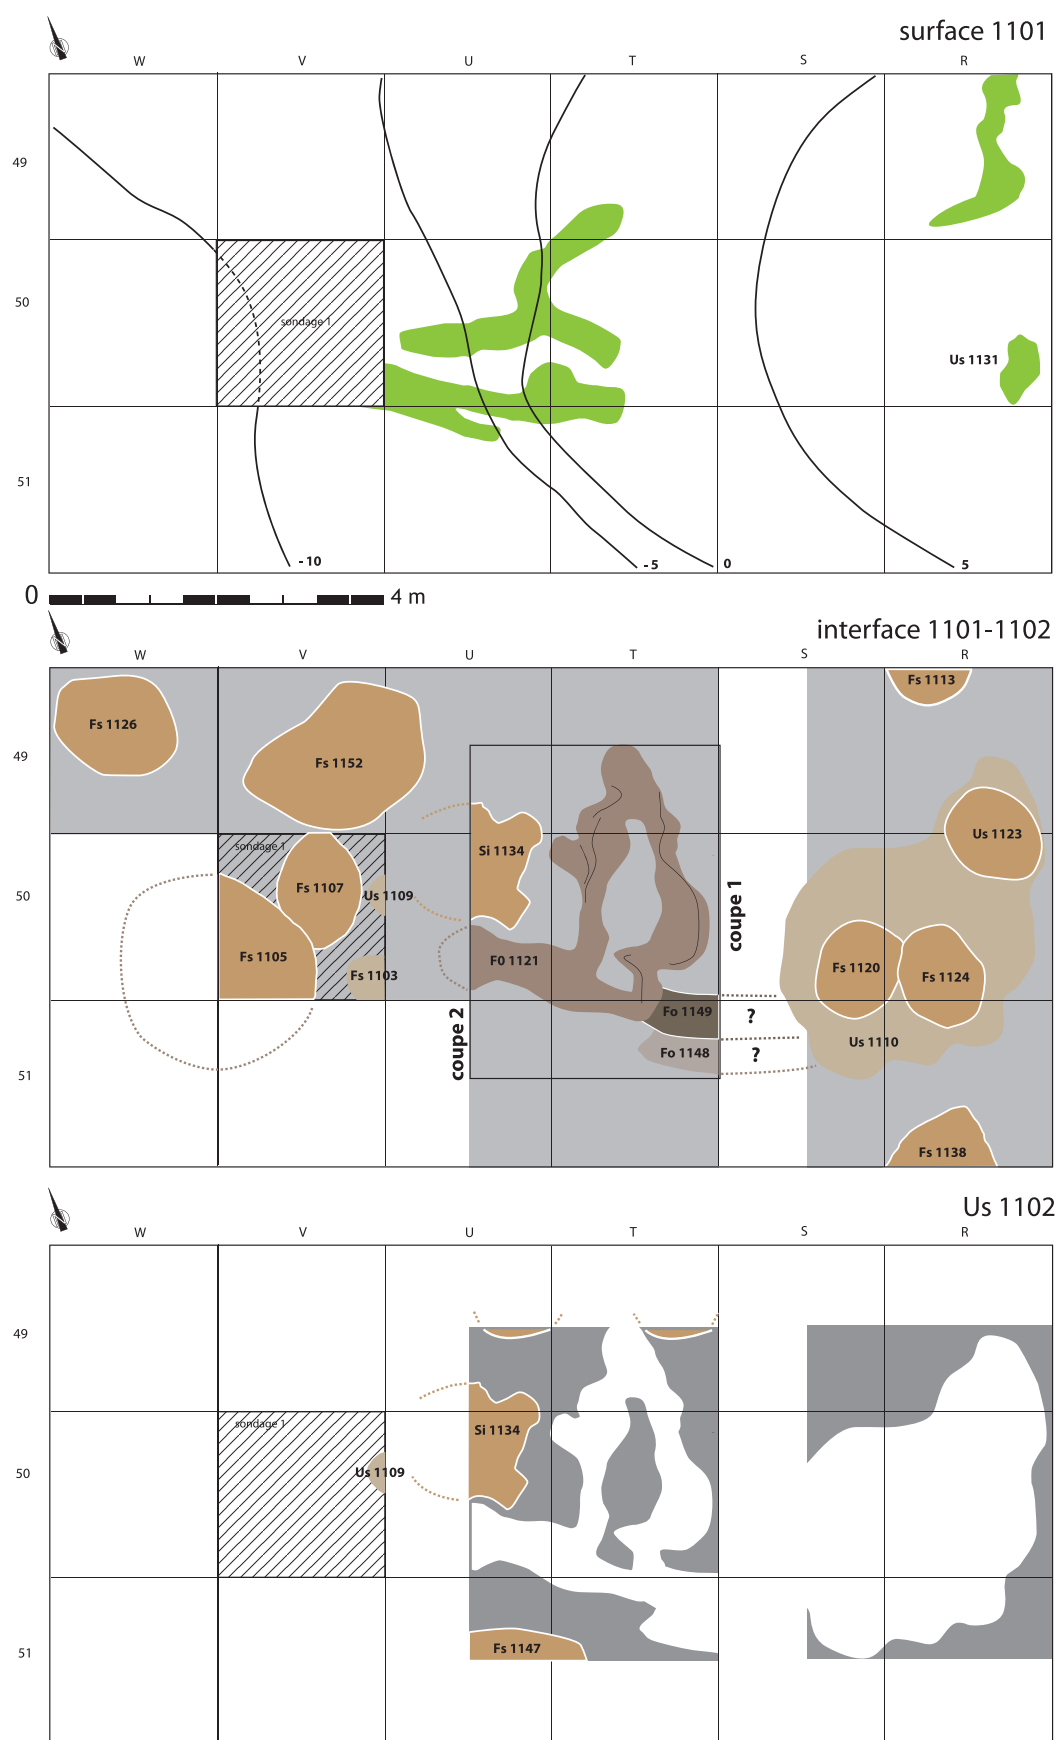 surface 1101
W V U T S R
49
sondage 1
50
Us 1131
51
- 10
- 5
0
5
0 4 m
interface 1101-1102
W V U T S R
Fs 1113
Fs 1126
49
Fs 1152
Us 1123
sondage 1
Si 1134
Fs 1107
50
Us 1109
coupe 1
Fs 1105
F0 1121
Fs 1120
Fs 1103
Fs 1124
Fo 1149
?
coupe 2
Us 1110
Fo 1148
?
51
Fs 1138
Us 1102
W V U T S R
49
sondage 1
Si 1134
50
Us 1109
51
Fs 1147